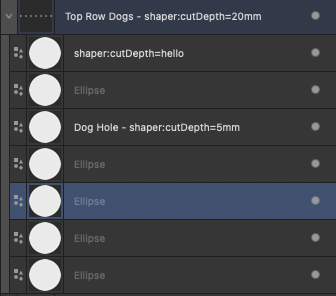 Top Row Dogs - shaper:cutDepth=20mm
shaper:cutDepth=hello
Ellipse
Dog Hole - shaper:cutDepth=5mm
Ellipse
Ellipse
Ellipse
Ellipse